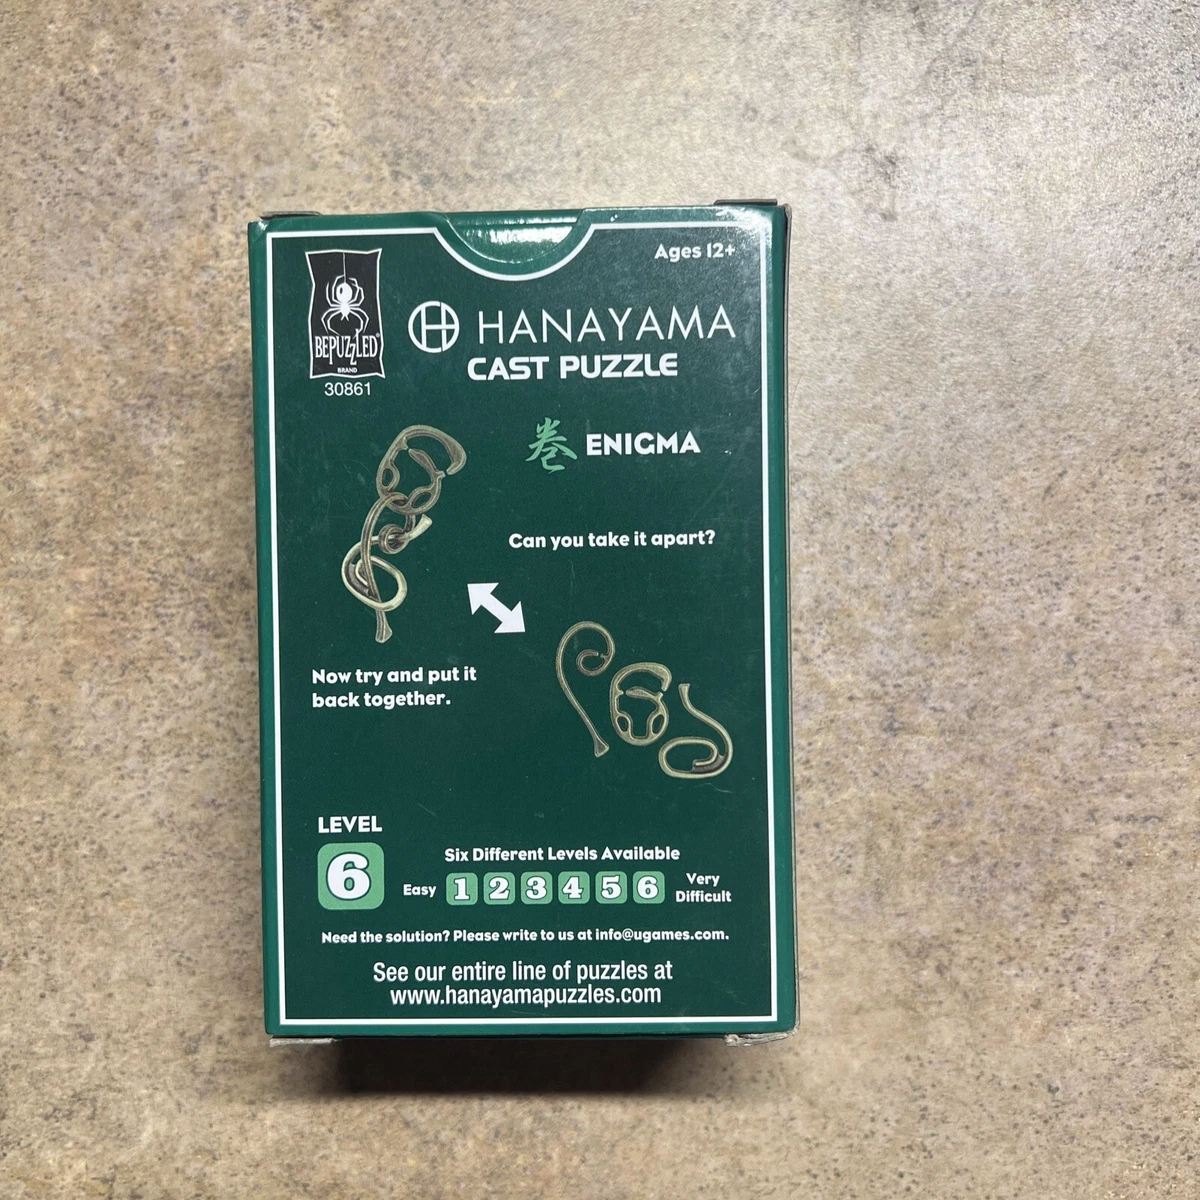 Ages 12+
BEPUZZLED®
BRAND
30861
H HANAYAMA
CAST PUZZLE
巻 ENIGMA
Can you take it apart?
Now try and put it
back together.
LEVEL
6
Six Different Levels Available
Easy 1 2 3 4 5 6 Very
Difficult
Need the solution? Please write to us at info@ugames.com.
See our entire line of puzzles at
www.hanayamapuzzles.com